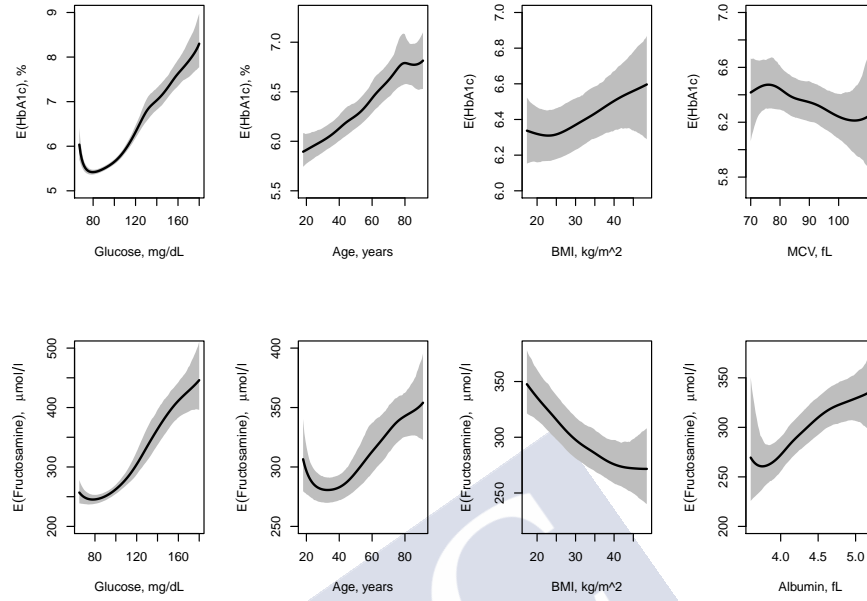 E(HbA1c), %
5 6 7 8 9
80 120 160
Glucose, mg/dL
E(HbA1c), %
5.5 6.0 6.5 7.0
20 40 60 80
Age, years
E(HbA1c)
6.0 6.2 6.4 6.6 6.8 7.0
20 30 40
BMI, kg/m^2
E(HbA1c)
5.8 6.2 6.6 7.0
70 80 90 100
MCV, fL
E(Fructosamine), μmol/l
200 300 400 500
80 120 160
Glucose, mg/dL
E(Fructosamine), μmol/l
250 300 350 400
20 40 60 80
Age, years
E(Fructosamine), μmol/l
250 300 350
20 30 40
BMI, kg/m^2
E(Fructosamine), μmol/l
200 250 300 350
4.0 4.5 5.0
Albumin, fL